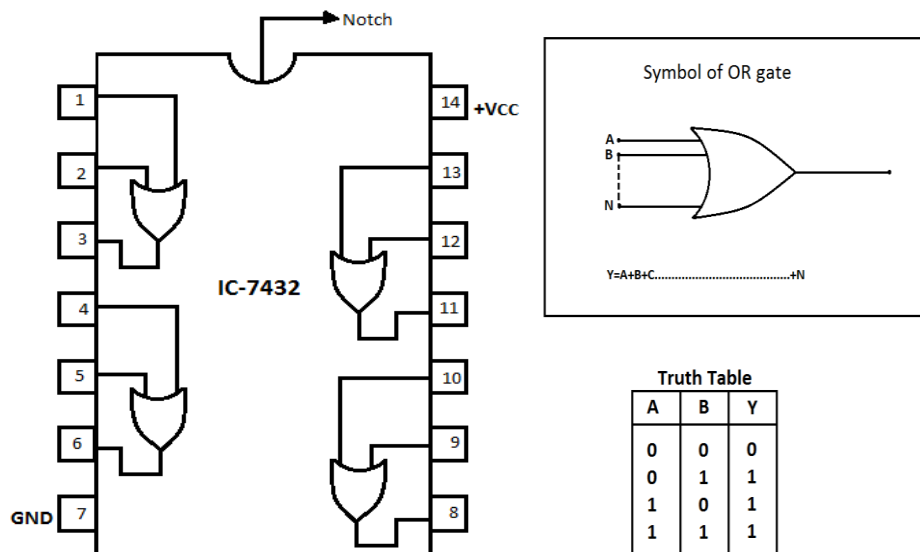 Notch
1
2
3
4
5
6
GND 7
IC-7432
14 +VCC
13
12
11
10
9
8
Symbol of OR gate
A
B
N
Y=A+B+C.......................................+N
Truth Table
A B Y
0 0 0
0 1 1
1 0 1
1 1 1